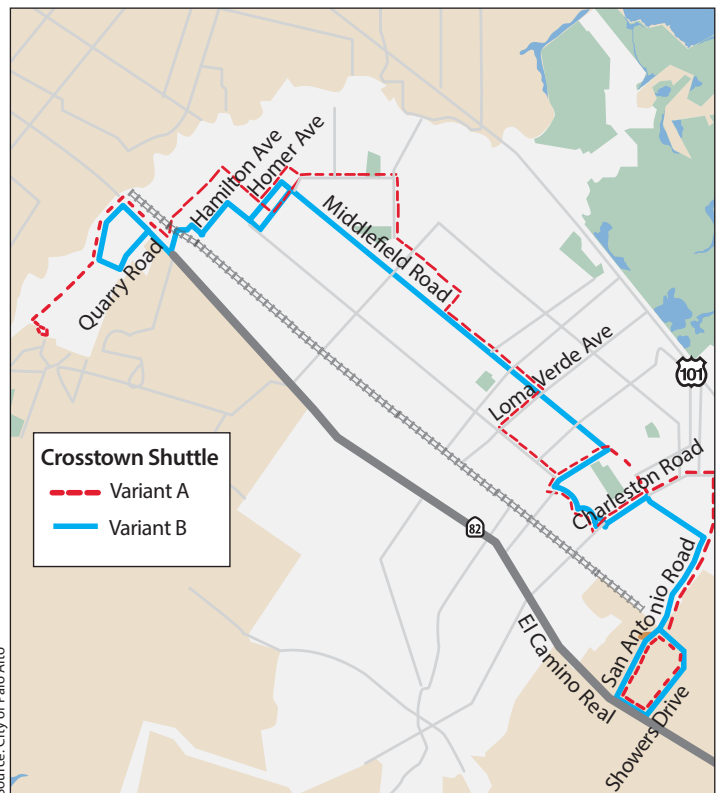 Hamilton Ave
Homer Ave
Quarry Road
Middlefield Road
Loma Verde Ave
101
Crosstown Shuttle
Variant A
Variant B
Charleston Road
82
San Antonio Road
El Camino Real
Showers Drive
Source: City of Palo Alto